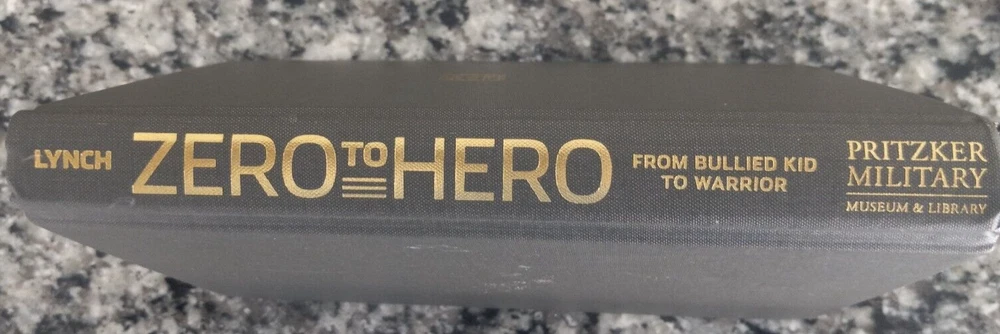 LYNCH
ZERO TO HERO
FROM BULLIED KID
TO WARRIOR
PRITZKER
MILITARY
MUSEUM & LIBRARY